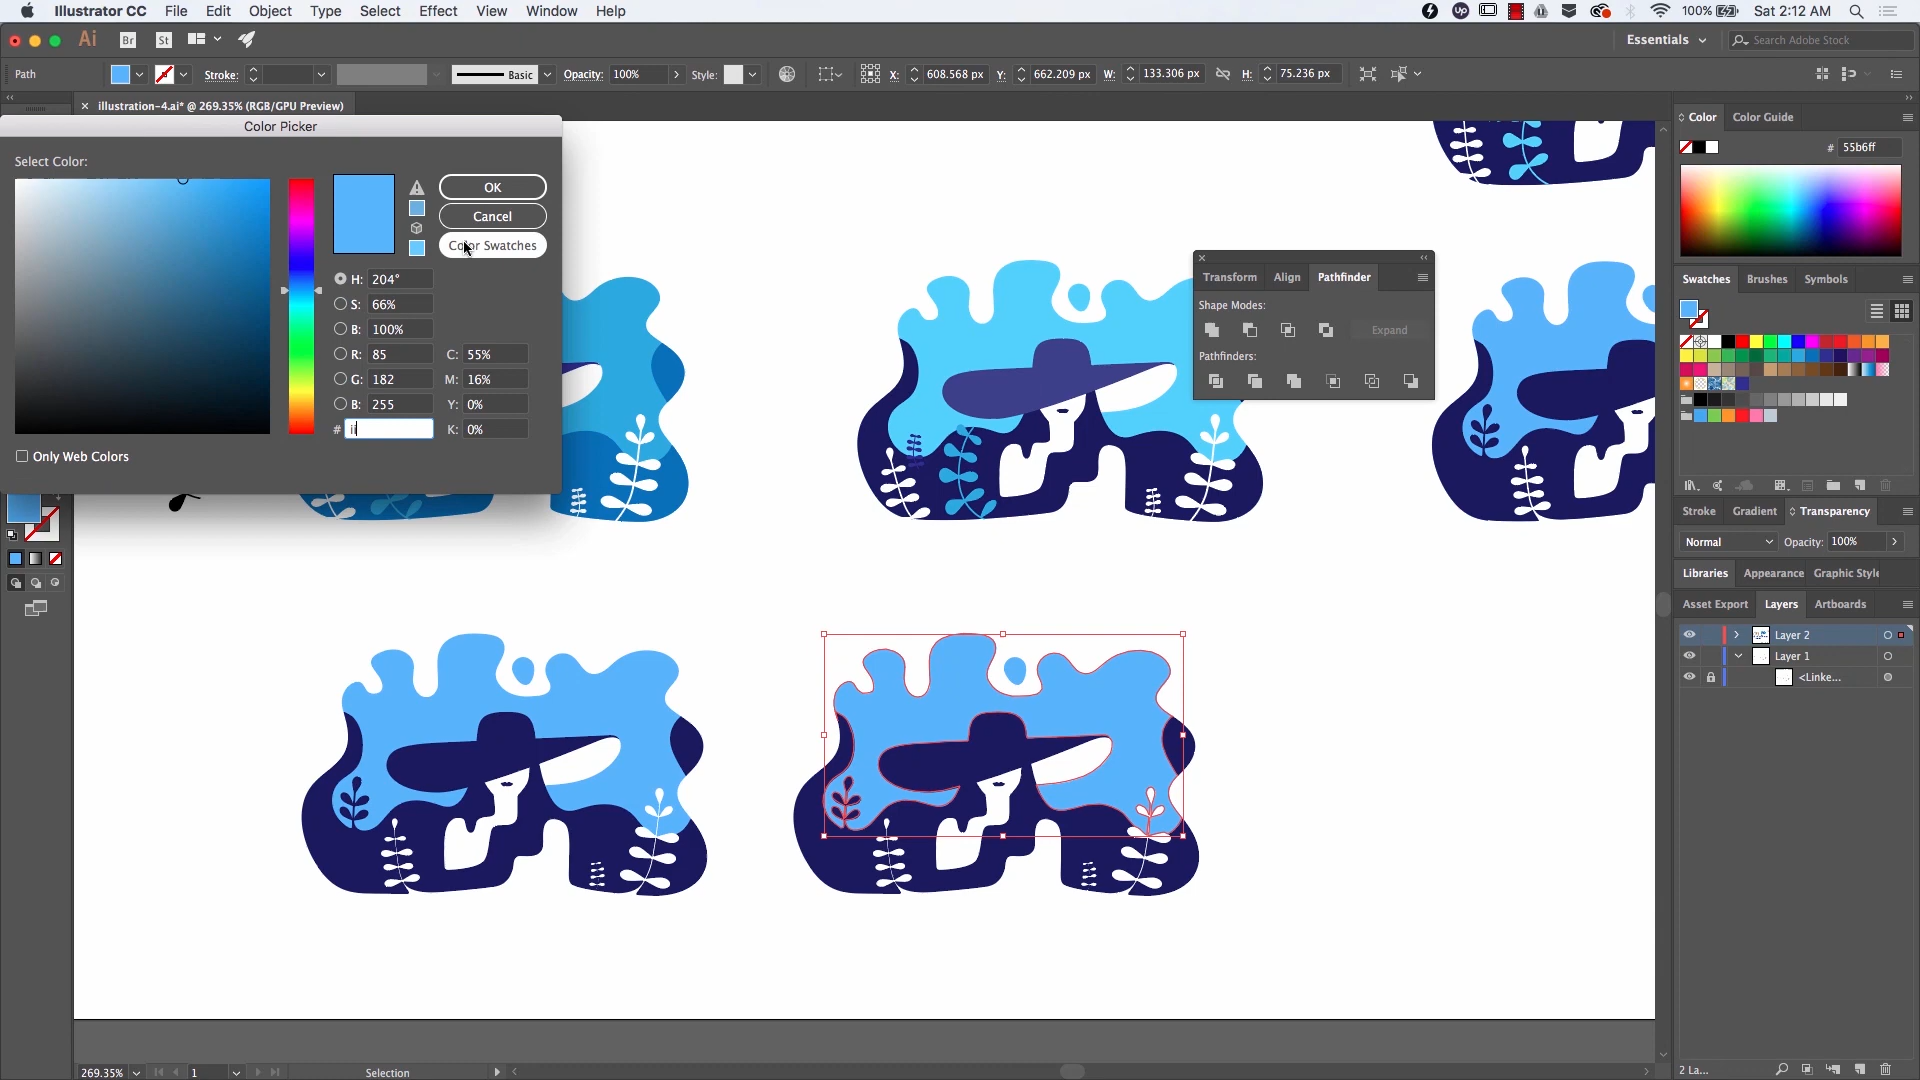 Illustrator CC File Edit Object Type Select Effect View Window Help 100% Sat 2:12 AM
Ai Br St Essentials Search Adobe Stock
Path Stroke: Basic Opacity: 100% Style: X: 608.568 px Y: 662.209 px W: 133.306 px H: 75.236 px
× illustration-4.ai* @ 269.35% (RGB/GPU Preview)
Color Picker
Select Color:
OK
Cancel
Color Swatches
H: 204°
S: 66%
B: 100%
R: 85 C: 55%
G: 182 M: 16%
B: 255 Y: 0%
# ii K: 0%
Only Web Colors
Transform Align Pathfinder
Shape Modes:
Expand
Pathfinders:
Color Color Guide
# 55b6ff
Swatches Brushes Symbols
Stroke Gradient Transparency
Normal Opacity: 100%
Libraries Appearance Graphic Style
Asset Export Layers Artboards
Layer 2
Layer 1
<Linke...
2 La...
269.35% 1 Selection